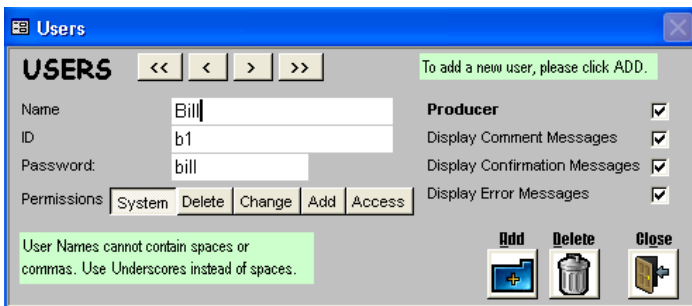 Users
USERS << < > >> To add a new user, please click ADD.
Name Bill Producer
ID b1 Display Comment Messages
Password: bill Display Confirmation Messages
Permissions System Delete Change Add Access Display Error Messages
User Names cannot contain spaces or
commas. Use Underscores instead of spaces.
Add Delete Close